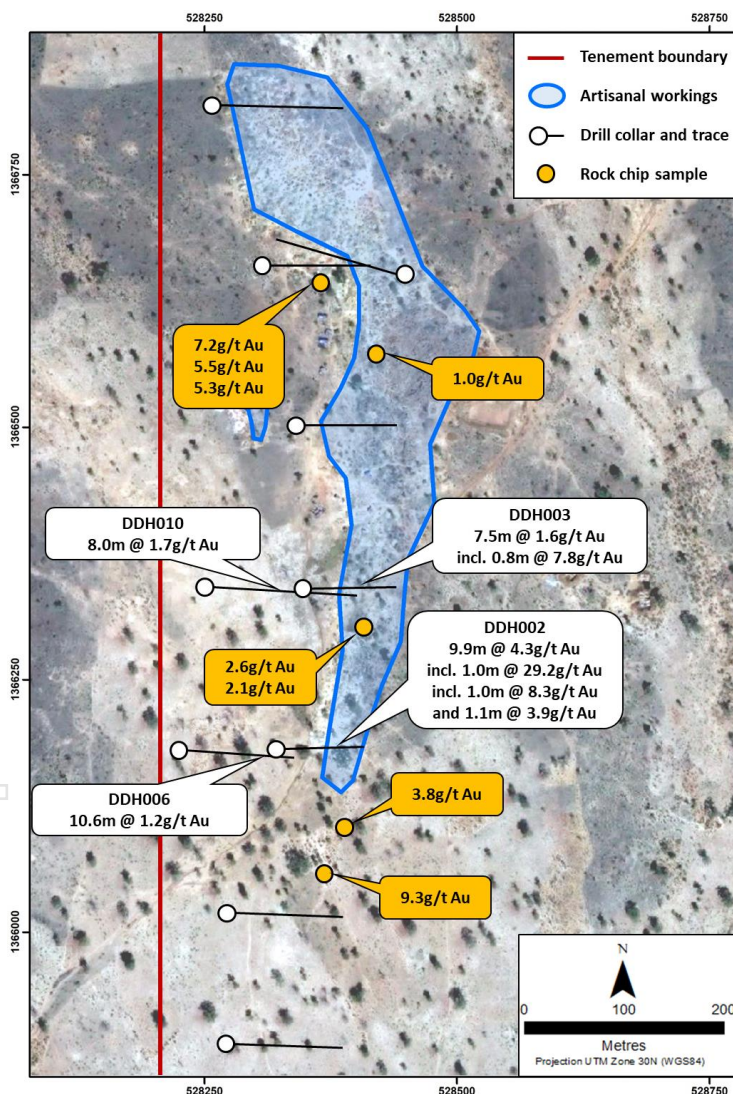 528250
528500
528750
Tenement boundary
Artisanal workings
Drill collar and trace
Rock chip sample
1366750
7.2g/t Au
5.5g/t Au
5.3g/t Au
1.0g/t Au
1366500
DDH010
8.0m @ 1.7g/t Au
DDH003
7.5m @ 1.6g/t Au
incl. 0.8m @ 7.8g/t Au
2.6g/t Au
2.1g/t Au
1366250
DDH002
9.9m @ 4.3g/t Au
incl. 1.0m @ 29.2g/t Au
incl. 1.0m @ 8.3g/t Au
and 1.1m @ 3.9g/t Au
DDH006
10.6m @ 1.2g/t Au
3.8g/t Au
9.3g/t Au
1366000
N
0 100 200
Metres
Projection UTM Zone 30N (WGS84)
528250
528500
528750